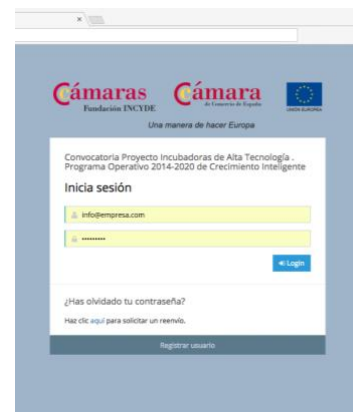 Cámaras
Fundación INCYDE
Cámara
de Comercio de España
UNIÓN EUROPEA
Una manera de hacer Europa
Convocatoria Proyecto Incubadoras de Alta Tecnología .
Programa Operativo 2014-2020 de Crecimiento Inteligente
Inicia sesión
info@empresa.com
•••••••••
Login
¿Has olvidado tu contraseña?
Haz clic aquí para solicitar un reenvío.
Registrar usuario